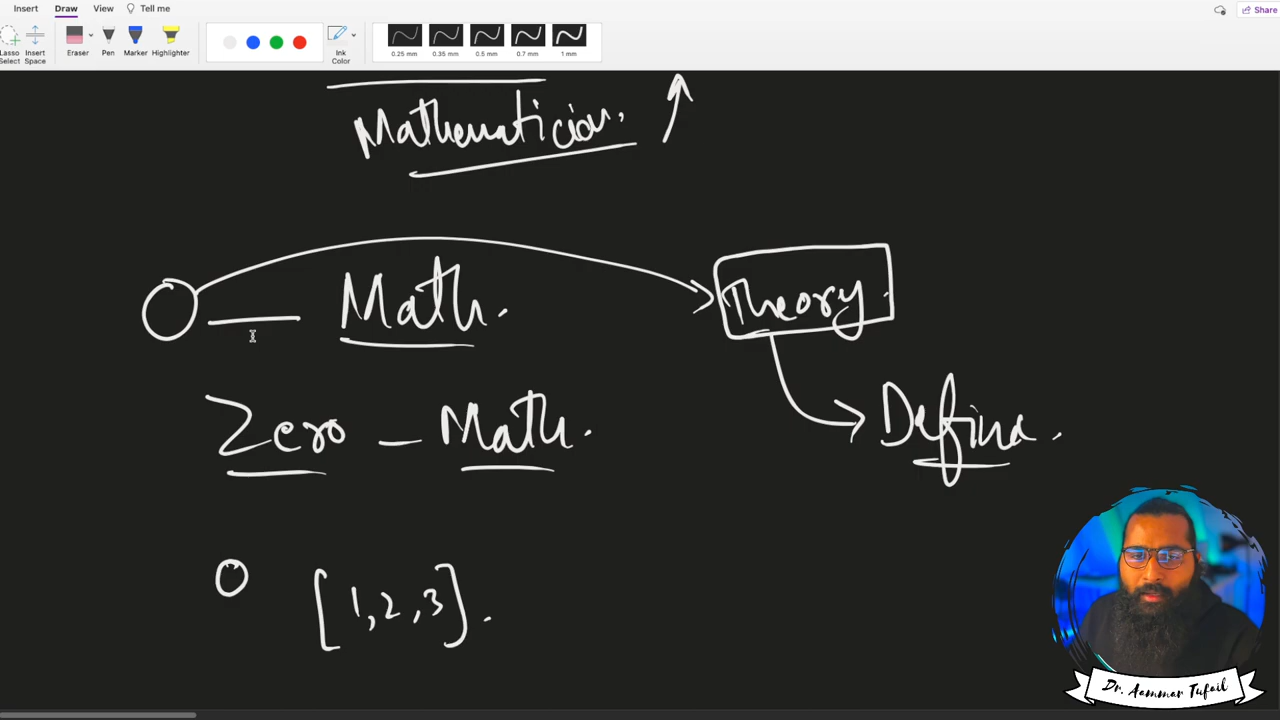 Insert Draw View Tell me Share
Lasso Select
Insert Space
Eraser
Pen
Marker
Highlighter
Ink Color
0.25 mm 0.35 mm 0.5 mm 0.7 mm 1 mm
Mathematician.
0 — Math. Theory.
Zero – Math. Define.
0 [1,2,3].
Dr. Aammar Tufail